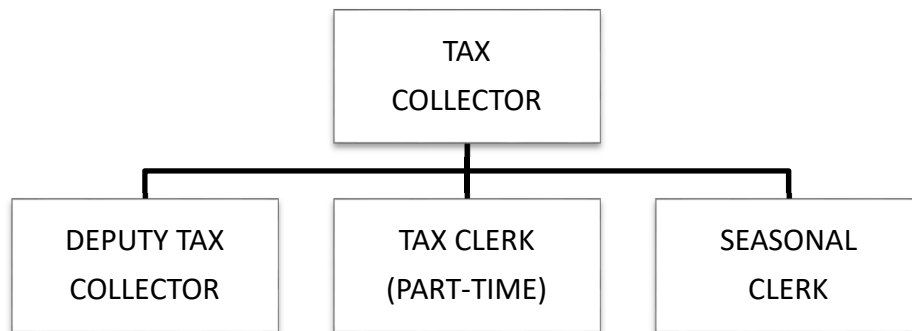 TAX
COLLECTOR
DEPUTY TAX
COLLECTOR
TAX CLERK
(PART-TIME)
SEASONAL
CLERK